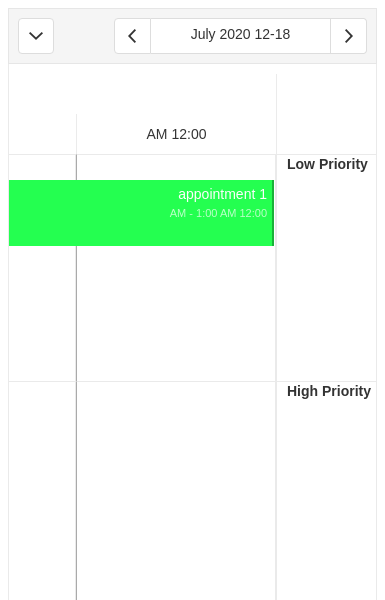 July 2020 12-18
AM 12:00
Low Priority
appointment 1
AM - 1:00 AM 12:00
High Priority